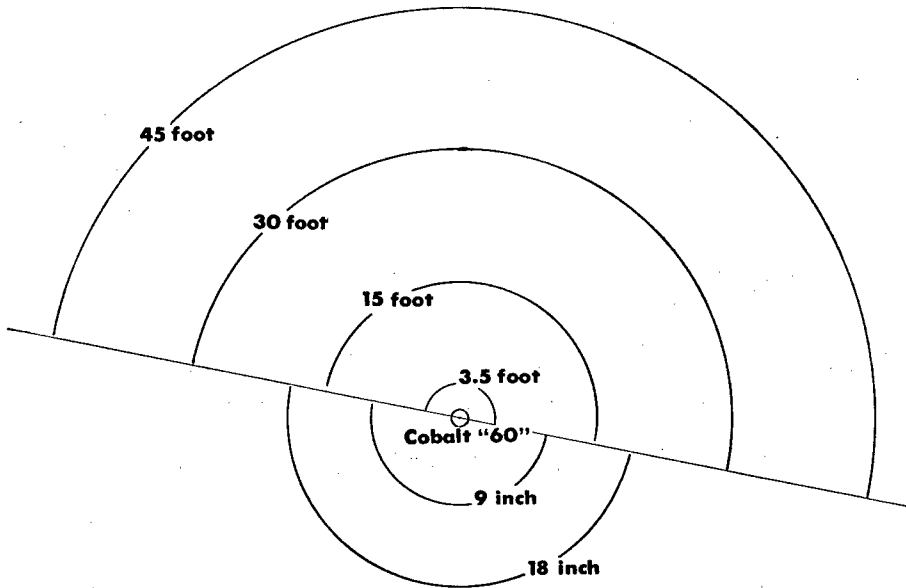 45 foot
30 foot
15 foot
3.5 foot
Cobalt “60”
9 inch
18 inch